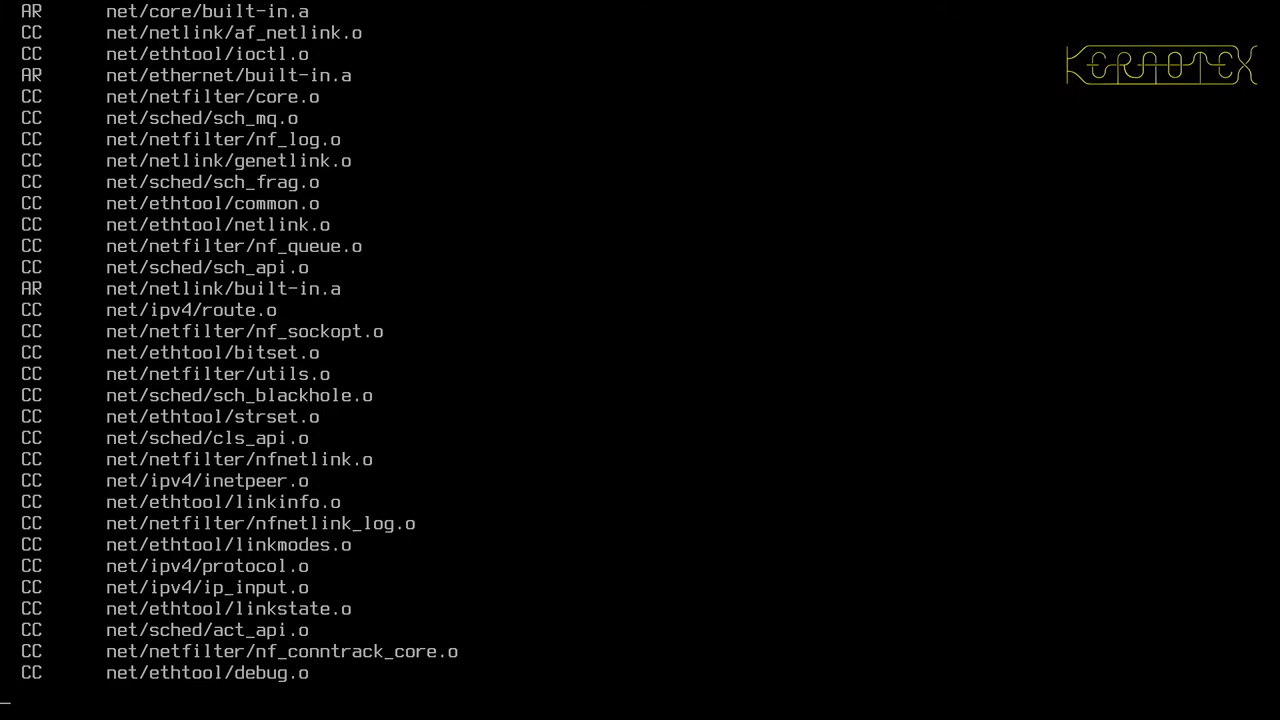 AR net/core/built-in.a
CC net/netlink/af_netlink.o
CC net/ethtool/ioctl.o
AR net/ethernet/built-in.a
CC net/netfilter/core.o
CC net/sched/sch_mq.o
CC net/netfilter/nf_log.o
CC net/netlink/genetlink.o
CC net/sched/sch_frag.o
CC net/ethtool/common.o
CC net/ethtool/netlink.o
CC net/netfilter/nf_queue.o
CC net/sched/sch_api.o
AR net/netlink/built-in.a
CC net/ipv4/route.o
CC net/netfilter/nf_sockopt.o
CC net/ethtool/bitset.o
CC net/netfilter/utils.o
CC net/sched/sch_blackhole.o
CC net/ethtool/strset.o
CC net/sched/cls_api.o
CC net/netfilter/nfnetlink.o
CC net/ipv4/inetpeer.o
CC net/ethtool/linkinfo.o
CC net/netfilter/nfnetlink_log.o
CC net/ethtool/linkmodes.o
CC net/ipv4/protocol.o
CC net/ipv4/ip_input.o
CC net/ethtool/linkstate.o
CC net/sched/act_api.o
CC net/netfilter/nf_conntrack_core.o
CC net/ethtool/debug.o
KERNOTEX